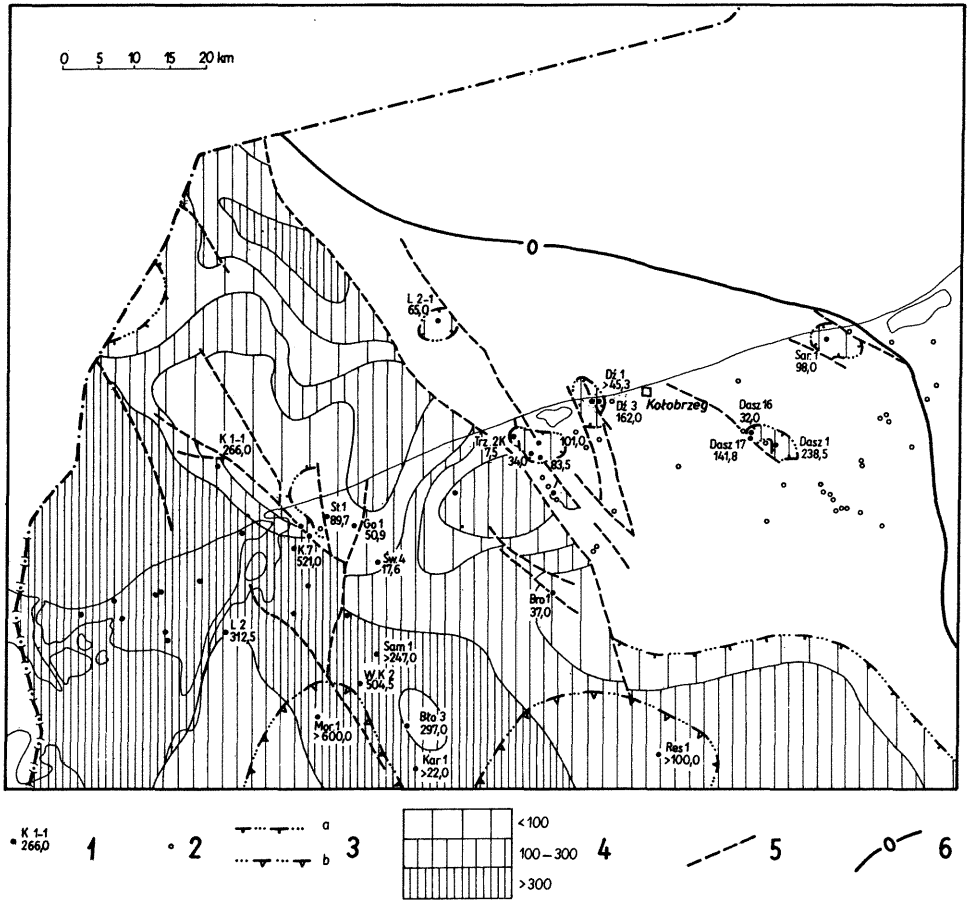 0 5 10 15 20 km
0
L 2-1
65,0
Sar. 1
98,0
Dź 1
>45,3
Dź 3
162,0
Kołobrzeg
Dasz 16
32,0
Dasz 17
141,8
Dasz 1
238,5
Trz. 2K
7,5
34,0
101,0
83,5
K 1-1
266,0
St 1
89,7
Go 1
50,9
K.7
521,0
Św.4
17,6
Bro 1
37,0
L 2
312,5
Sam 1
>247,0
W.K 2
504,5
Mor 1
>600,0
Bło 3
297,0
Kar 1
>22,0
Res 1
>100,0
K 1-1
266,0
1
2
a
b
3
<100
100-300
>300
4
5
0
6